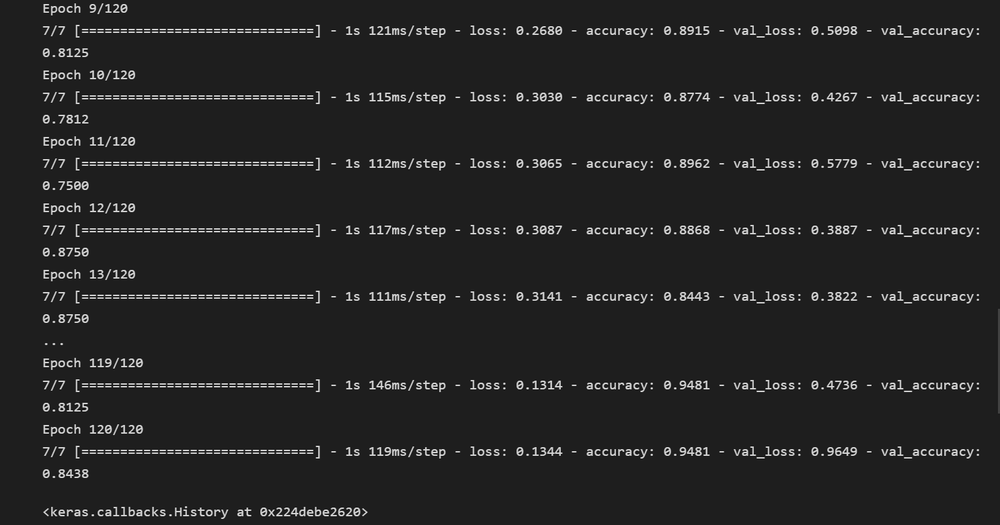 Epoch 9/120
7/7 [==============================] - 1s 121ms/step - loss: 0.2680 - accuracy: 0.8915 - val_loss: 0.5098 - val_accuracy:
0.8125
Epoch 10/120
7/7 [==============================] - 1s 115ms/step - loss: 0.3030 - accuracy: 0.8774 - val_loss: 0.4267 - val_accuracy:
0.7812
Epoch 11/120
7/7 [==============================] - 1s 112ms/step - loss: 0.3065 - accuracy: 0.8962 - val_loss: 0.5779 - val_accuracy:
0.7500
Epoch 12/120
7/7 [==============================] - 1s 117ms/step - loss: 0.3087 - accuracy: 0.8868 - val_loss: 0.3887 - val_accuracy:
0.8750
Epoch 13/120
7/7 [==============================] - 1s 111ms/step - loss: 0.3141 - accuracy: 0.8443 - val_loss: 0.3822 - val_accuracy:
0.8750
...
Epoch 119/120
7/7 [==============================] - 1s 146ms/step - loss: 0.1314 - accuracy: 0.9481 - val_loss: 0.4736 - val_accuracy:
0.8125
Epoch 120/120
7/7 [==============================] - 1s 119ms/step - loss: 0.1344 - accuracy: 0.9481 - val_loss: 0.9649 - val_accuracy:
0.8438
<keras.callbacks.History at 0x224debe2620>